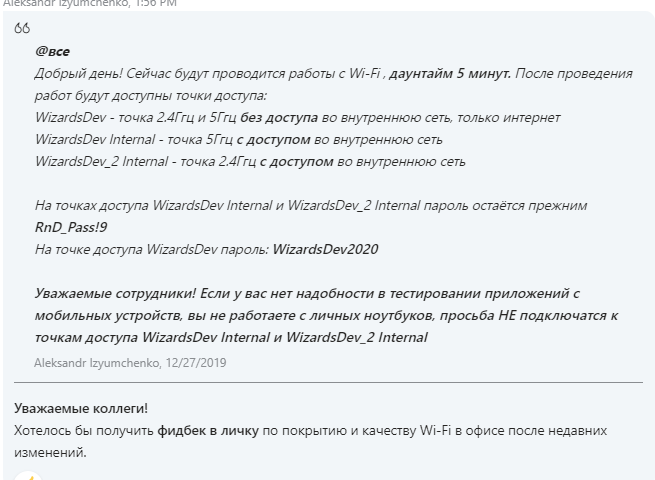 Aleksandr Izyumchenko, 1:56 PM
@все
Добрый день! Сейчас будут проводится работы с Wi-Fi , даунтайм 5 минут. После проведения
работ будут доступны точки доступа:
WizardsDev - точка 2.4Ггц и 5Ггц без доступа во внутреннюю сеть, только интернет
WizardsDev Internal - точка 5Ггц с доступом во внутреннюю сеть
WizardsDev_2 Internal - точка 2.4Ггц с доступом во внутреннюю сеть
На точках доступа WizardsDev Internal и WizardsDev_2 Internal пароль остаётся прежним
RnD_Pass!9
На точке доступа WizardsDev пароль: WizardsDev2020
Уважаемые сотрудники! Если у вас нет надобности в тестировании приложений с
мобильных устройств, вы не работаете с личных ноутбуков, просьба НЕ подключатся к
точкам доступа WizardsDev Internal и WizardsDev_2 Internal
Aleksandr Izyumchenko, 12/27/2019
Уважаемые коллеги!
Хотелось бы получить фидбек в личку по покрытию и качеству Wi-Fi в офисе после недавних
изменений.